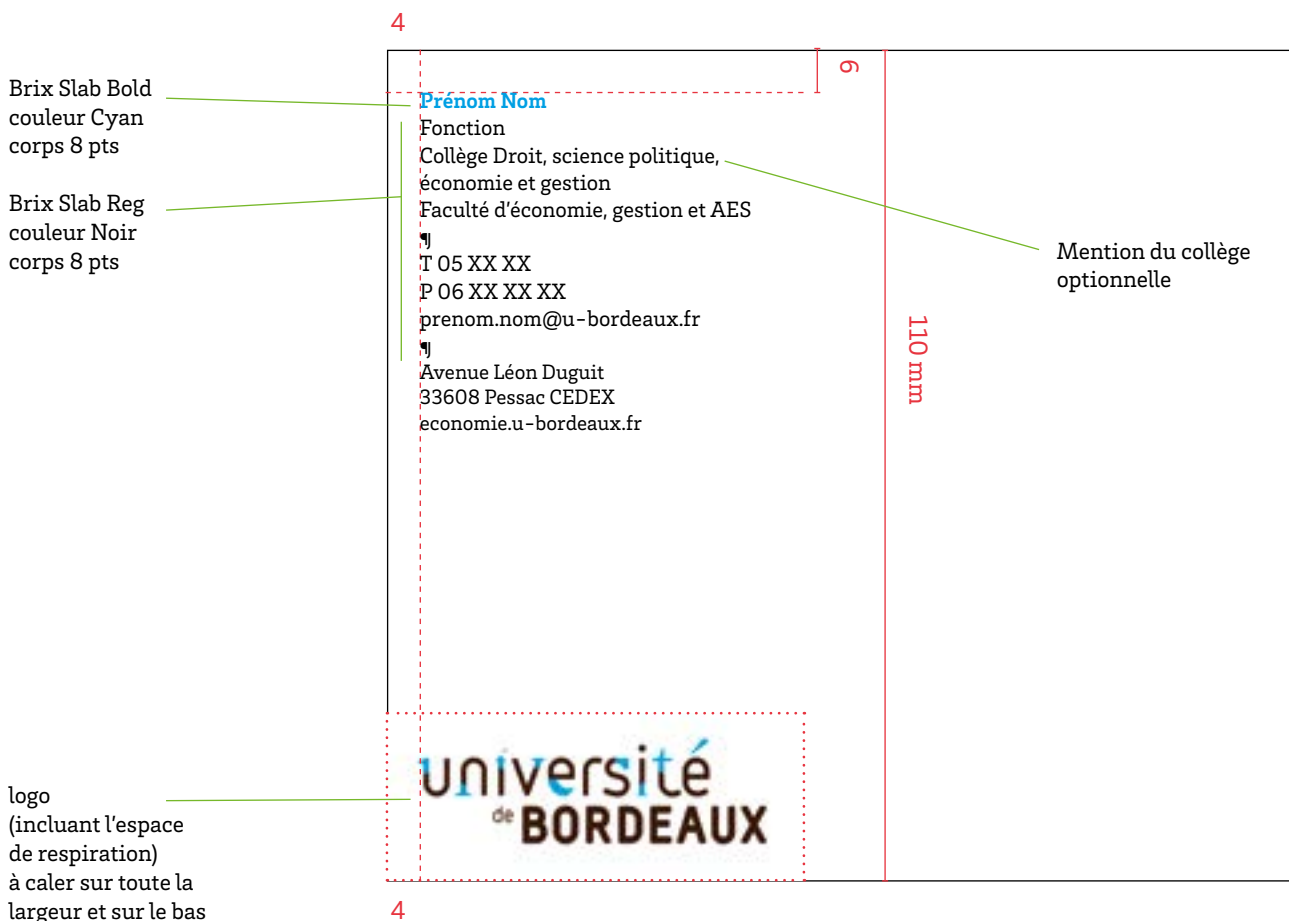 4
6
Brix Slab Bold
couleur Cyan
corps 8 pts
Brix Slab Reg
couleur Noir
corps 8 pts
Prénom Nom
Fonction
Collège Droit, science politique,
économie et gestion
Faculté d'économie, gestion et AES
¶
T 05 XX XX
P 06 XX XX XX
prenom.nom@u-bordeaux.fr
¶
Avenue Léon Duguit
33608 Pessac CEDEX
economie.u-bordeaux.fr
Mention du collège
optionnelle
110 mm
université
de BORDEAUX
logo
(incluant l'espace
de respiration)
à caler sur toute la
largeur et sur le bas
4